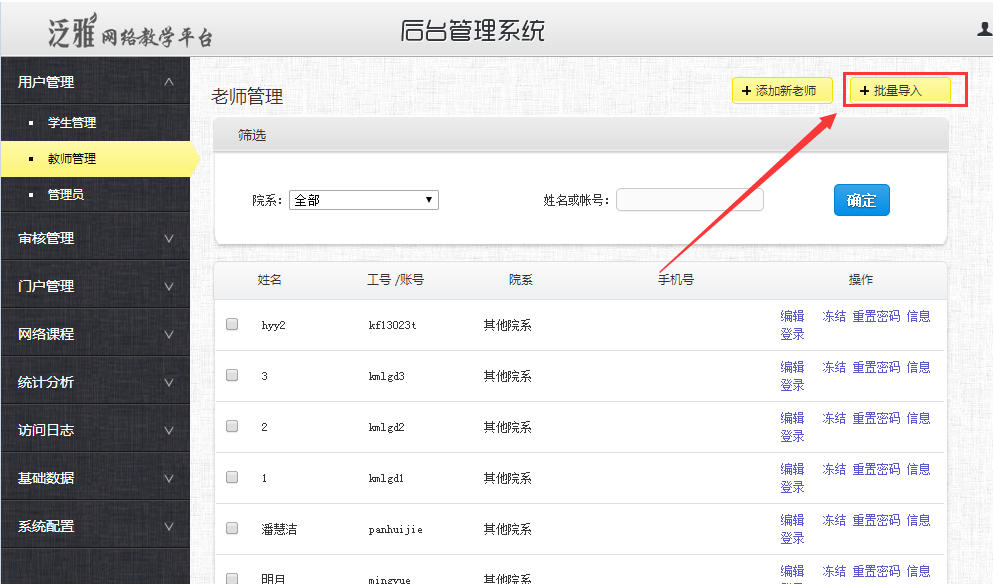 泛雅网络教学平台
后台管理系统
用户管理
学生管理
教师管理
管理员
审核管理
门户管理
网络课程
统计分析
访问日志
基础数据
系统配置
老师管理
+ 添加新老师
+ 批量导入
筛选
院系: 全部
姓名或帐号:
确定
姓名 工号 /账号 院系 手机号 操作
hyy2 kf13023t 其他院系 编辑 冻结 重置密码 信息
登录
3 kmlgd3 其他院系 编辑 冻结 重置密码 信息
登录
2 kmlgd2 其他院系 编辑 冻结 重置密码 信息
登录
1 kmlgd1 其他院系 编辑 冻结 重置密码 信息
登录
潘慧洁 panhuijie 其他院系 编辑 冻结 重置密码 信息
登录
明月 mingyue 其他院系 编辑 冻结 重置密码 信息